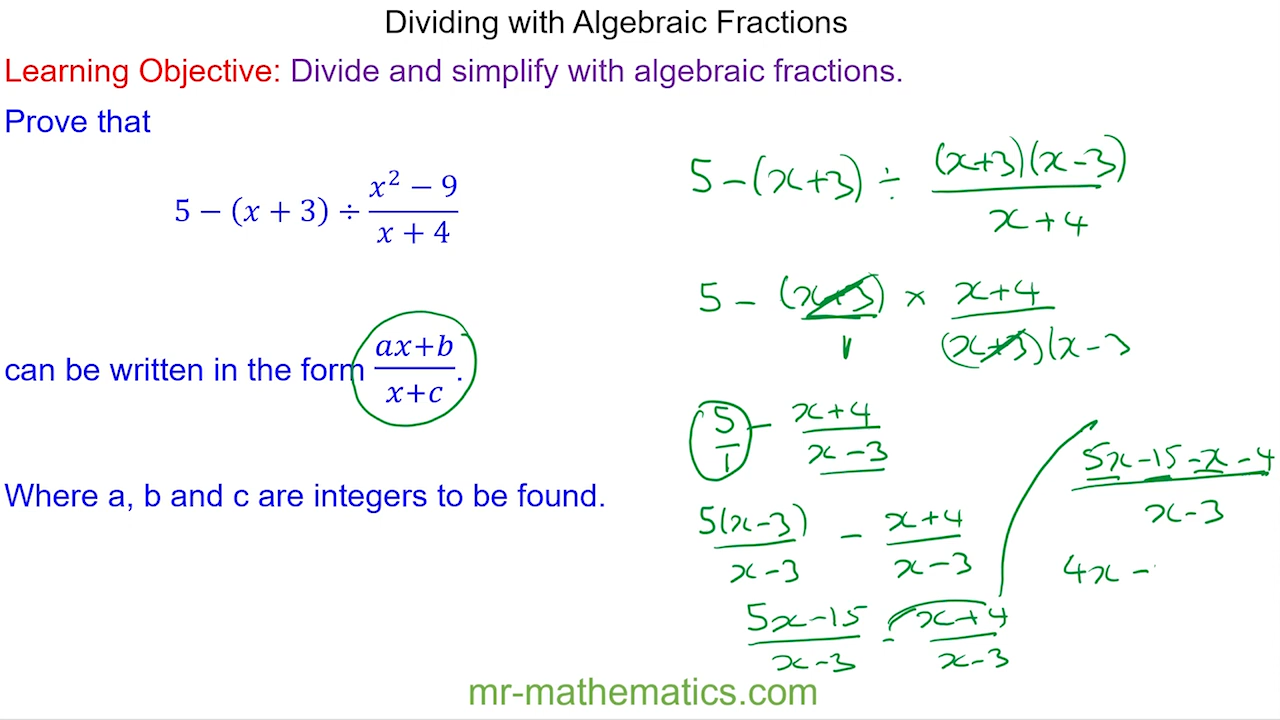 Dividing with Algebraic Fractions
Learning Objective: Divide and simplify with algebraic fractions.
Prove that
5 − (x + 3) ÷ (x² − 9)/(x + 4)
can be written in the form (ax+b)/(x+c).
Where a, b and c are integers to be found.
5 − (x+3) ÷ (x+3)(x−3)/(x+4)
5 − (x+3)/1 × (x+4)/((x+3)(x−3
5/1 − (x+4)/(x−3)
5(x−3)/(x−3) − (x+4)/(x−3)
(5x−15)/(x−3) − (x+4)/(x−3)
(5x−15−x−4)/(x−3)
4x −
mr-mathematics.com